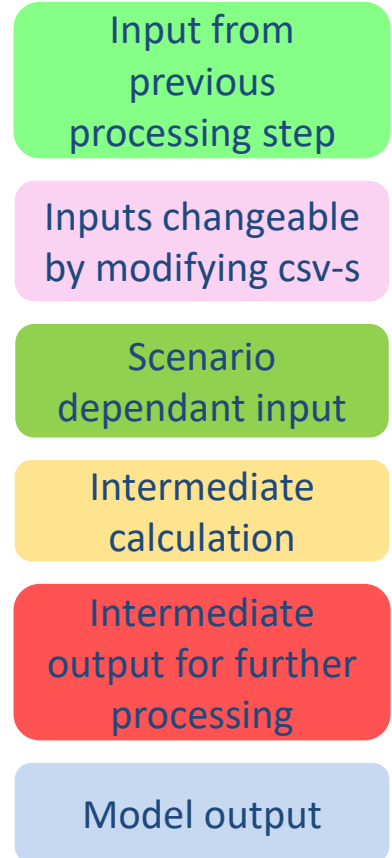 Input from
previous
processing step
Inputs changeable
by modifying csv-s
Scenario
dependant input
Intermediate
calculation
Intermediate
output for further
processing
Model output